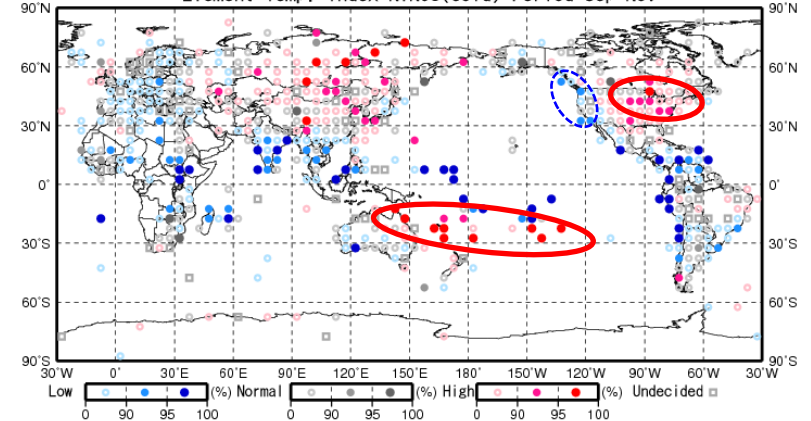 90°N 90°N
60°N 60°N
30°N 30°N
0° 0°
30°S 30°S
60°S 60°S
90°S 90°S
30°W 0° 30°E 60°E 90°E 120°E 150°E 180° 150°W 120°W 90°W 60°W 30°W
Low (%) Normal (%) High (%) Undecided
0 90 95 100 0 90 95 100 0 90 95 100